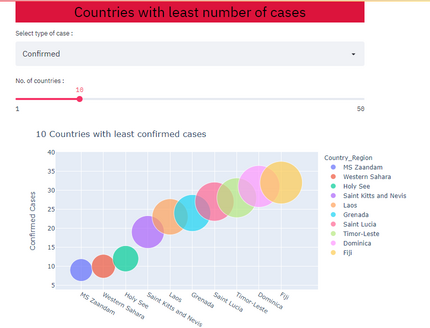 Countries with least number of cases
Select type of case :
Confirmed
No. of countries :
10
1
50
10 Countries with least confirmed cases
Confirmed Cases
40
35
30
25
20
15
10
5
MS Zaandam
Western Sahara
Holy See
Saint Kitts and Nevis
Laos
Grenada
Saint Lucia
Timor-Leste
Dominica
Fiji
Country_Region
MS Zaandam
Western Sahara
Holy See
Saint Kitts and Nevis
Laos
Grenada
Saint Lucia
Timor-Leste
Dominica
Fiji